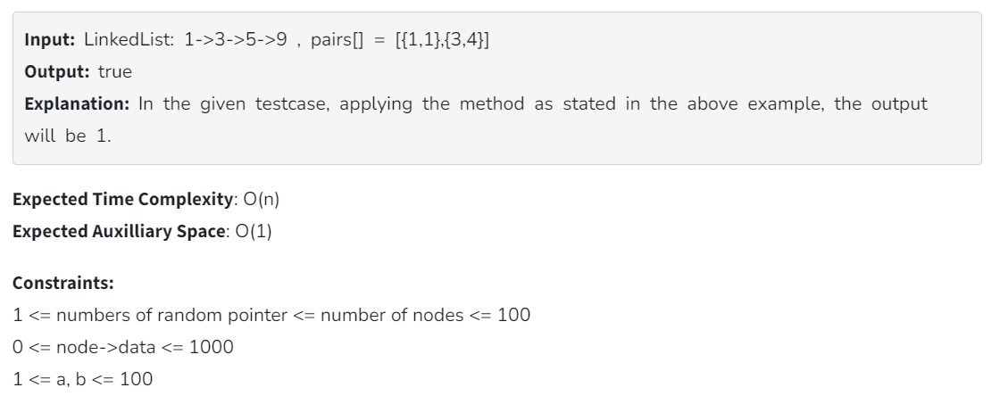 Input: LinkedList: 1->3->5->9 , pairs[] = [{1,1},{3,4}]
Output: true
Explanation: In the given testcase, applying the method as stated in the above example, the output
will be 1.
Expected Time Complexity: O(n)
Expected Auxilliary Space: O(1)
Constraints:
1 <= numbers of random pointer <= number of nodes <= 100
0 <= node->data <= 1000
1 <= a, b <= 100